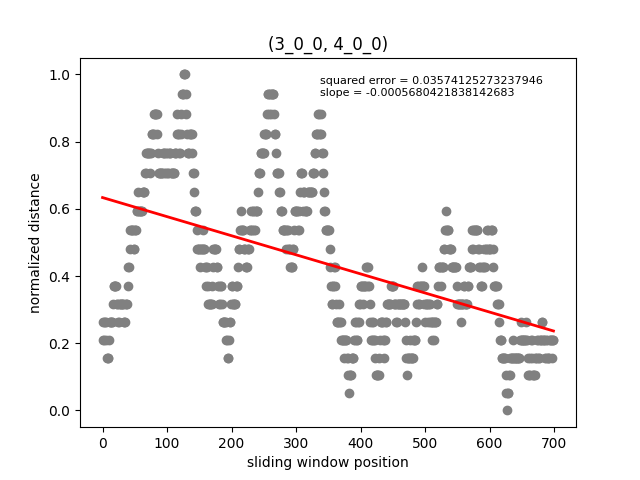 (3_0_0, 4_0_0)
squared error = 0.03574125273237946
slope = -0.0005680421838142683
1.0
0.8
0.6
0.4
0.2
0.0
normalized distance
0 100 200 300 400 500 600 700
sliding window position